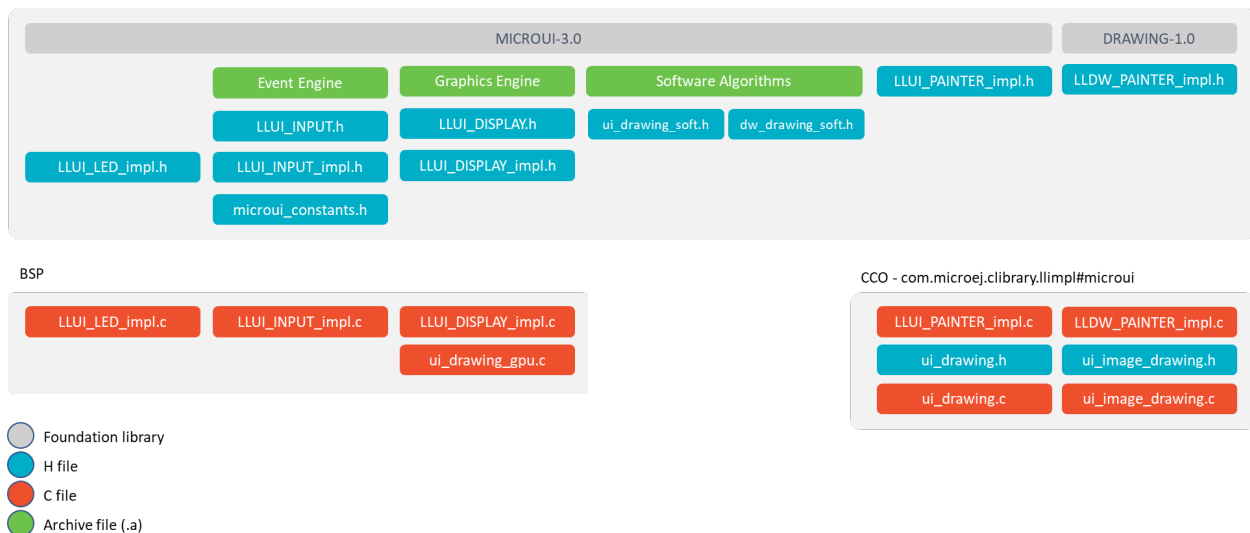 MICROUI-3.0
DRAWING-1.0
Event Engine
Graphics Engine
Software Algorithms
LLUI_PAINTER_impl.h
LLDW_PAINTER_impl.h
LLUI_INPUT.h
LLUI_DISPLAY.h
ui_drawing_soft.h
dw_drawing_soft.h
LLUI_LED_impl.h
LLUI_INPUT_impl.h
LLUI_DISPLAY_impl.h
microui_constants.h
BSP
CCO - com.microej.clibrary.llimpl#microui
LLUI_LED_impl.c
LLUI_INPUT_impl.c
LLUI_DISPLAY_impl.c
LLUI_PAINTER_impl.c
LLDW_PAINTER_impl.c
ui_drawing_gpu.c
ui_drawing.h
ui_image_drawing.h
ui_drawing.c
ui_image_drawing.c
Foundation library
H file
C file
Archive file (.a)